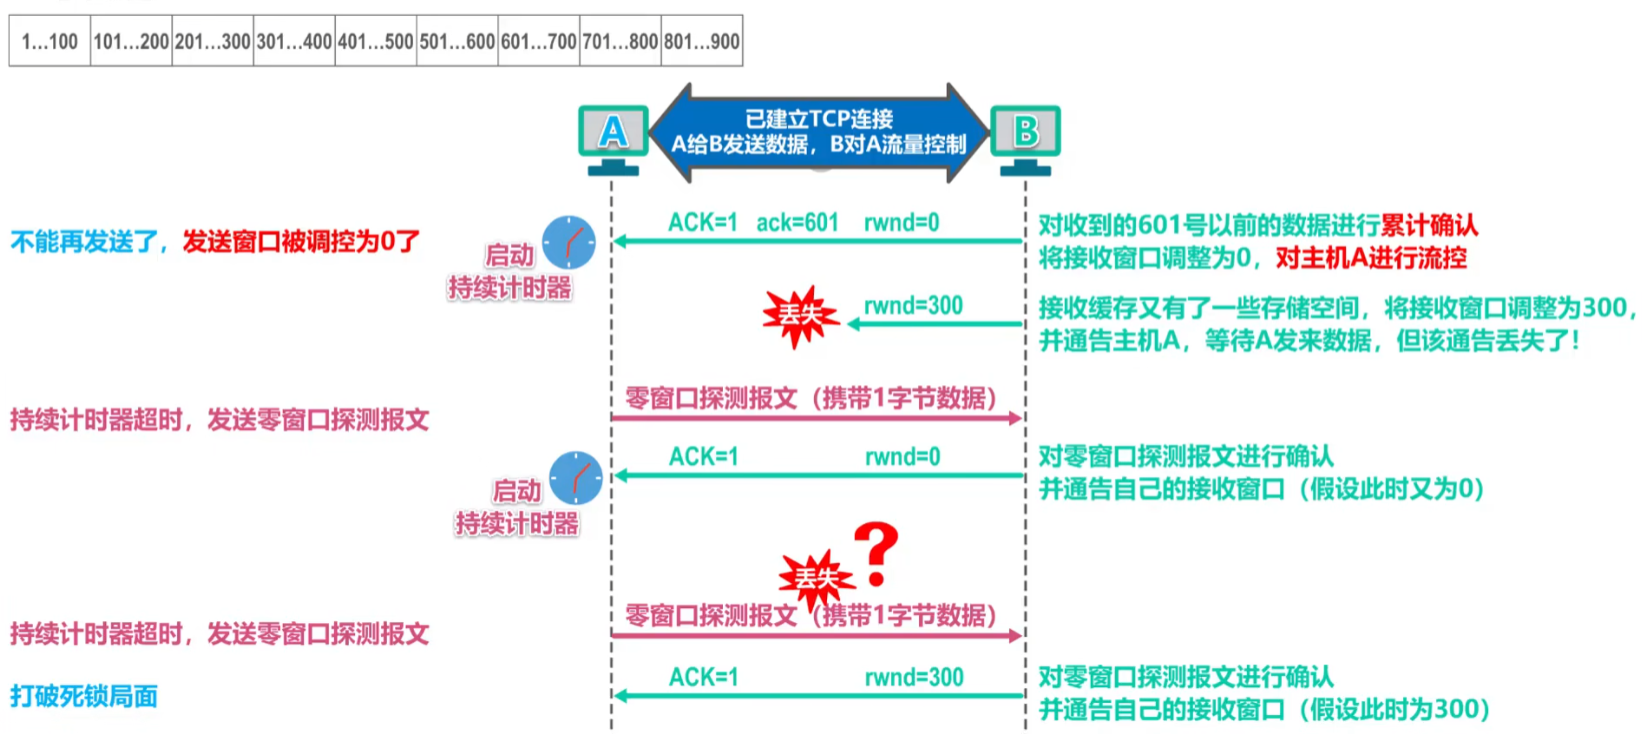 1...100 101...200 201...300 301...400 401...500 501...600 601...700 701...800 801...900
已建立TCP连接
A给B发送数据，B对A流量控制
A
B
不能再发送了，发送窗口被调控为0了
启动
持续计时器
ACK=1 ack=601 rwnd=0
对收到的601号以前的数据进行累计确认
将接收窗口调整为0，对主机A进行流控
丢失
rwnd=300
接收缓存又有了一些存储空间，将接收窗口调整为300，
并通告主机A，等待A发来数据，但该通告丢失了！
持续计时器超时，发送零窗口探测报文
零窗口探测报文（携带1字节数据）
ACK=1 rwnd=0
对零窗口探测报文进行确认
并通告自己的接收窗口（假设此时又为0）
启动
持续计时器
丢失
?
持续计时器超时，发送零窗口探测报文
零窗口探测报文（携带1字节数据）
打破死锁局面
ACK=1 rwnd=300
对零窗口探测报文进行确认
并通告自己的接收窗口（假设此时为300）